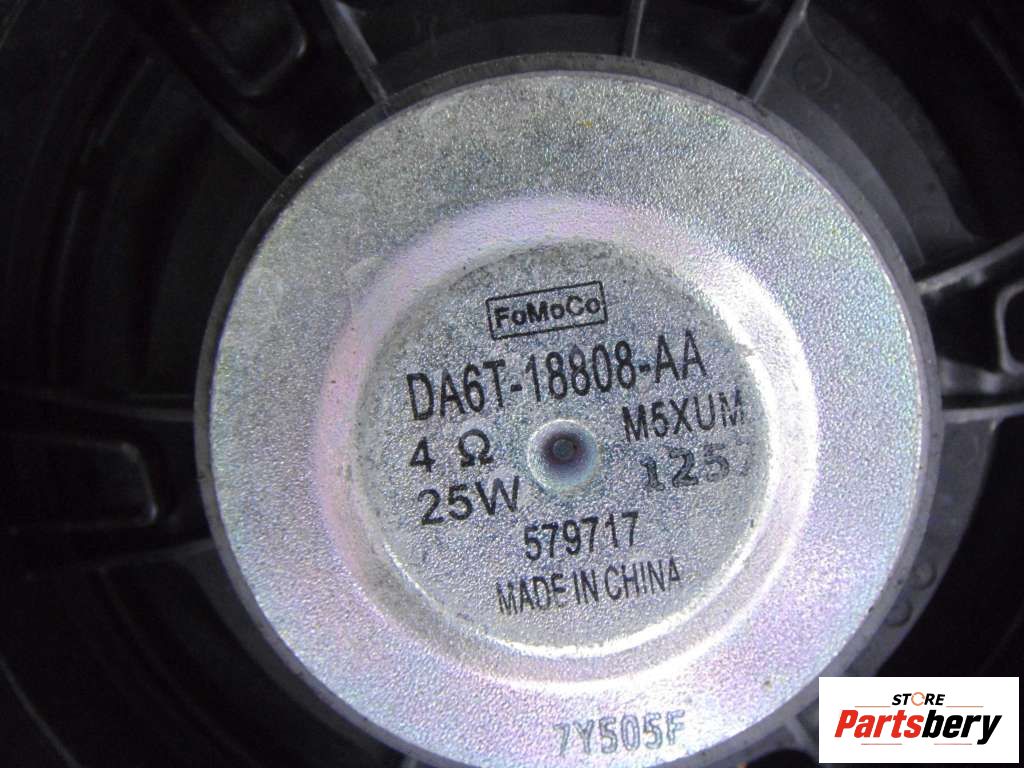 FoMoCo
DA6T-18808-AA
4 Ω M5XUM
25W 125
579717
MADE IN CHINA
7Y505F
STORE
Partsbery